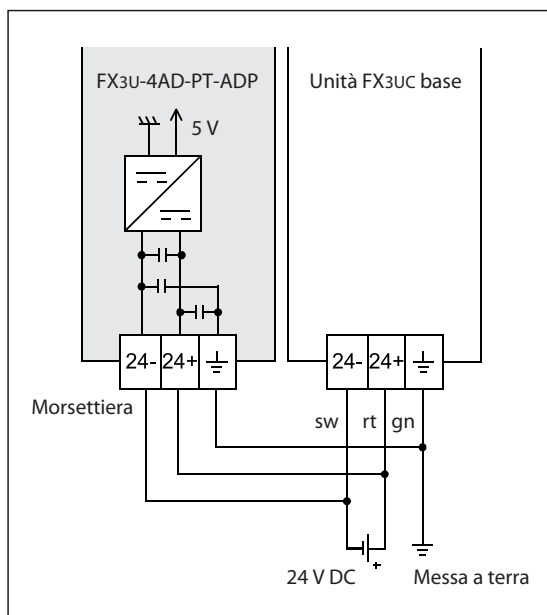 FX3U-4AD-PT-ADP
Unità FX3UC base
5 V
24- 24+
24- 24+
Morsettiera
sw rt gn
24 V DC
+
Messa a terra